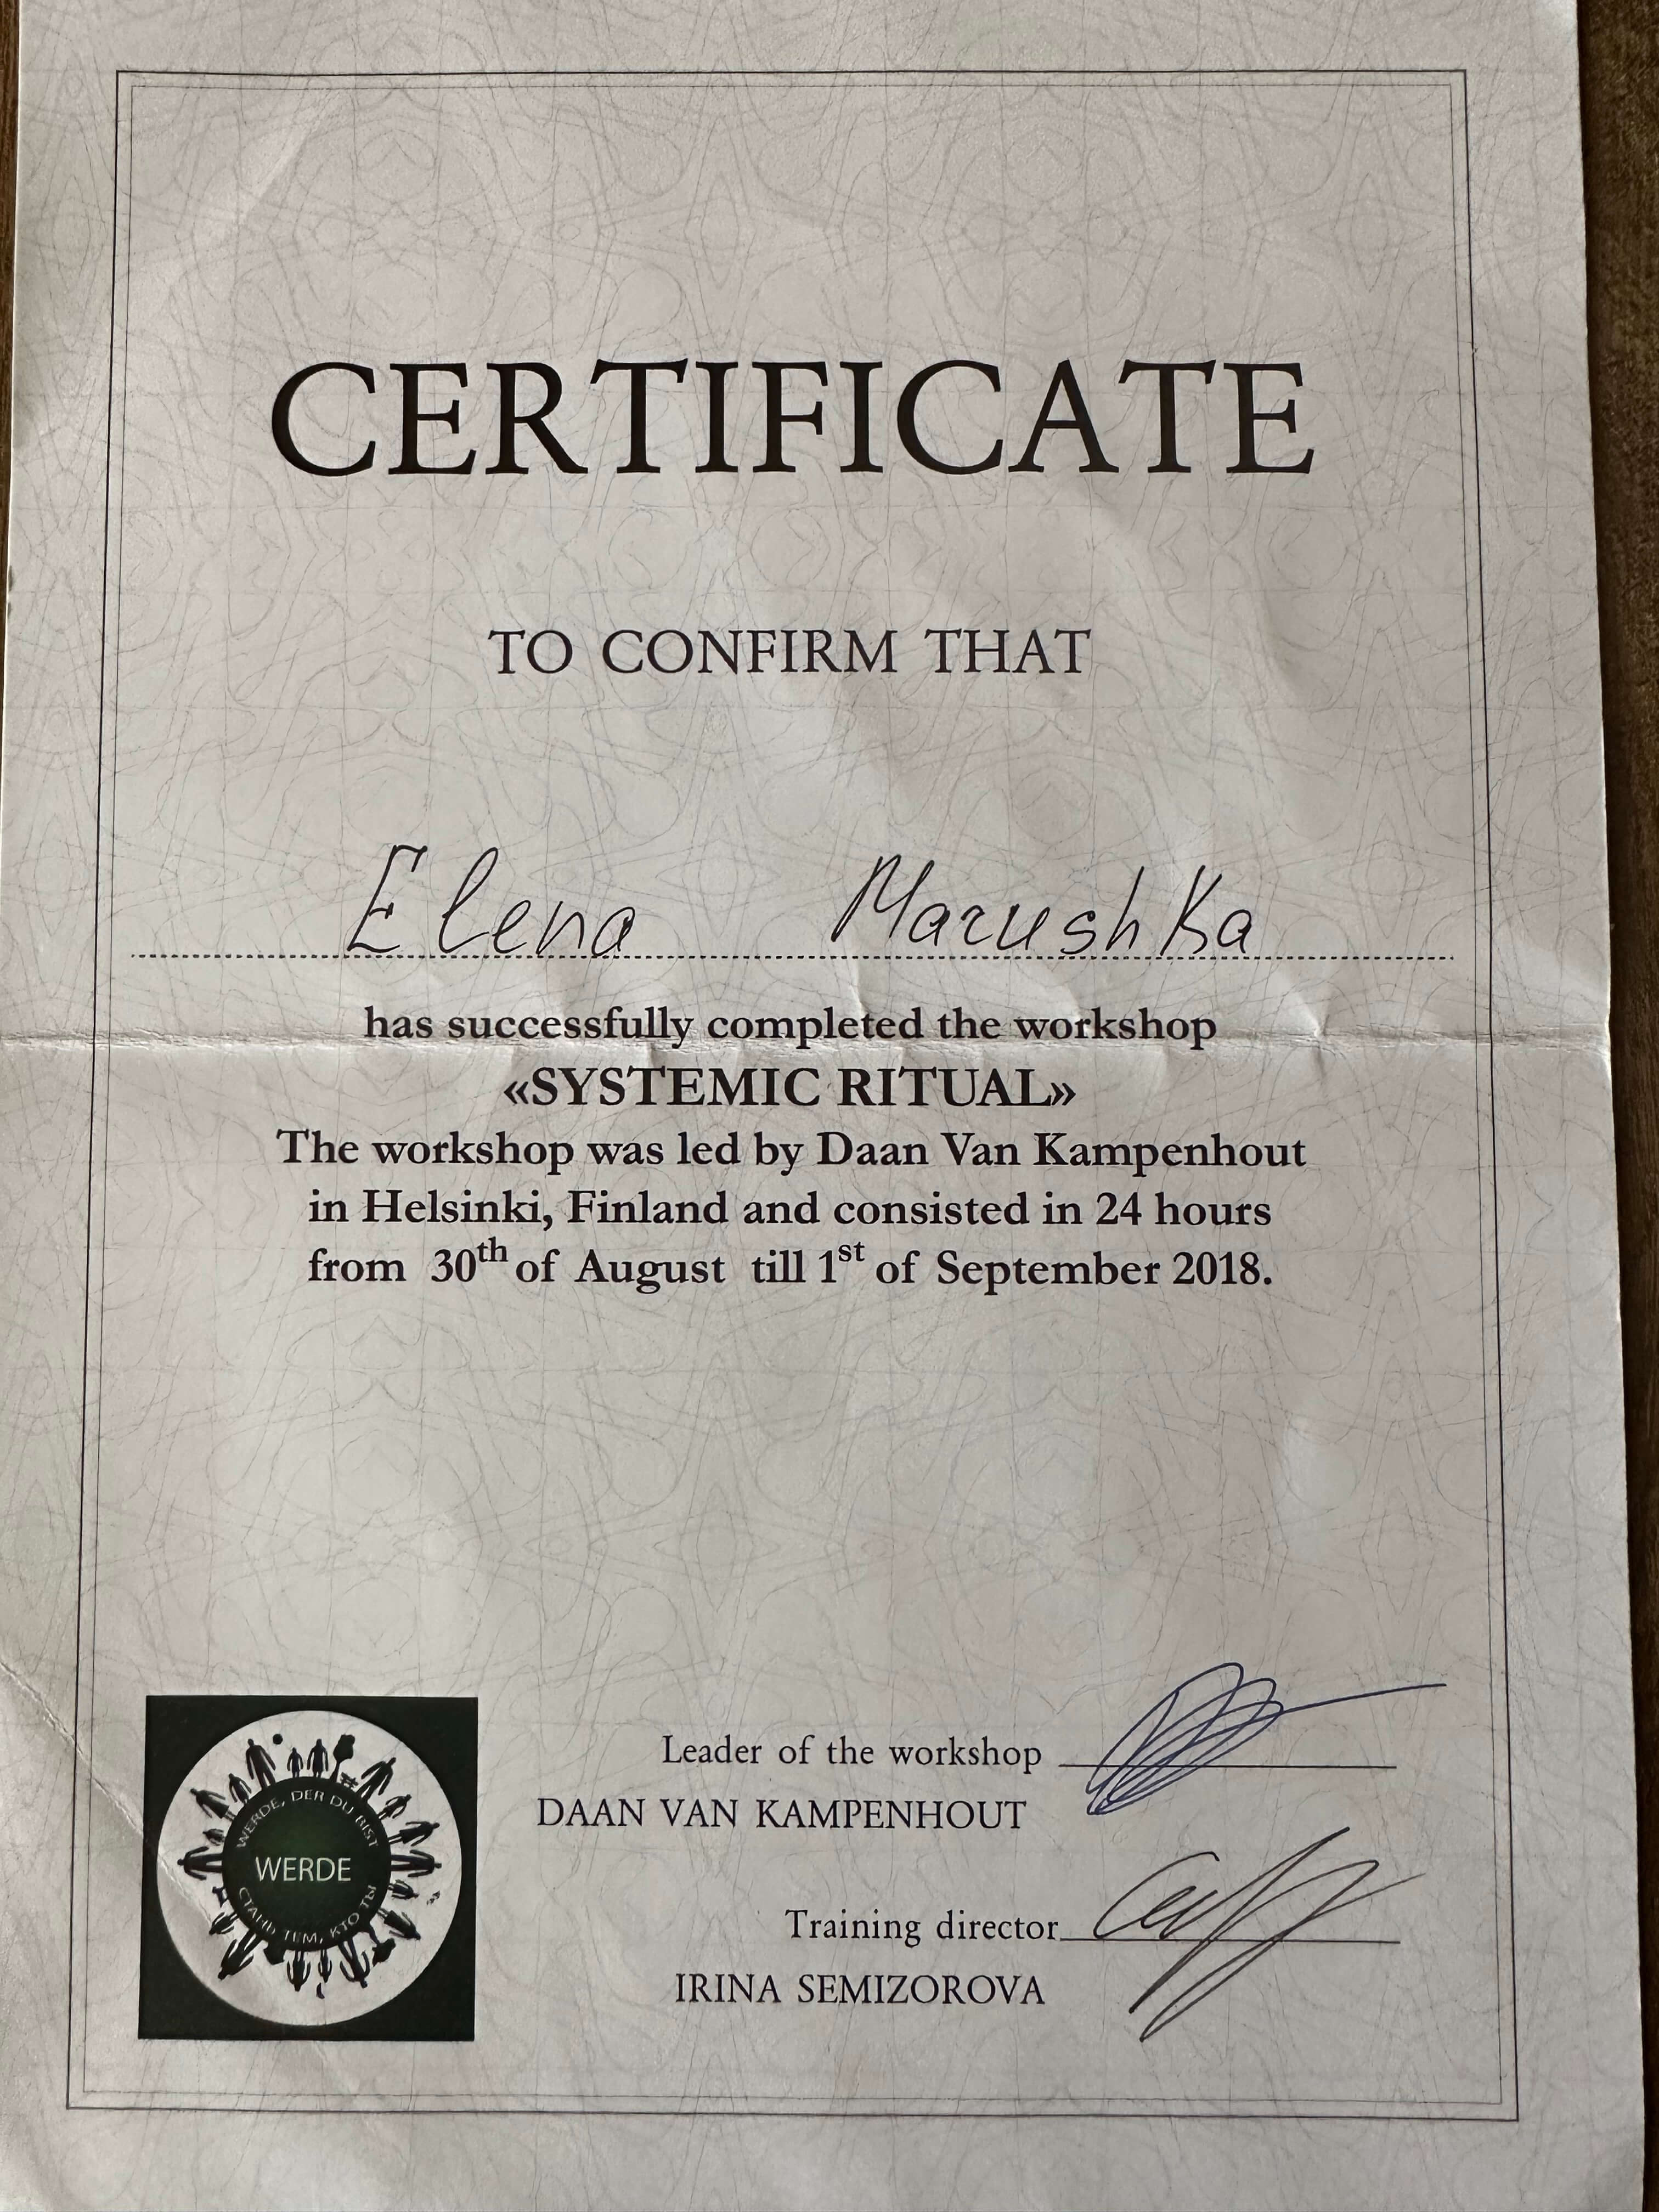 CERTIFICATE
TO CONFIRM THAT
Elena Marushka
has successfully completed the workshop
«SYSTEMIC RITUAL»
The workshop was led by Daan Van Kampenhout
in Helsinki, Finland and consisted in 24 hours
from 30th of August till 1st of September 2018.
Leader of the workshop
DAAN VAN KAMPENHOUT
Training director
IRINA SEMIZOROVA
WERDE, DER DU BIST
WERDE
СТАНЬ ТЕМ, КТО ТЫ